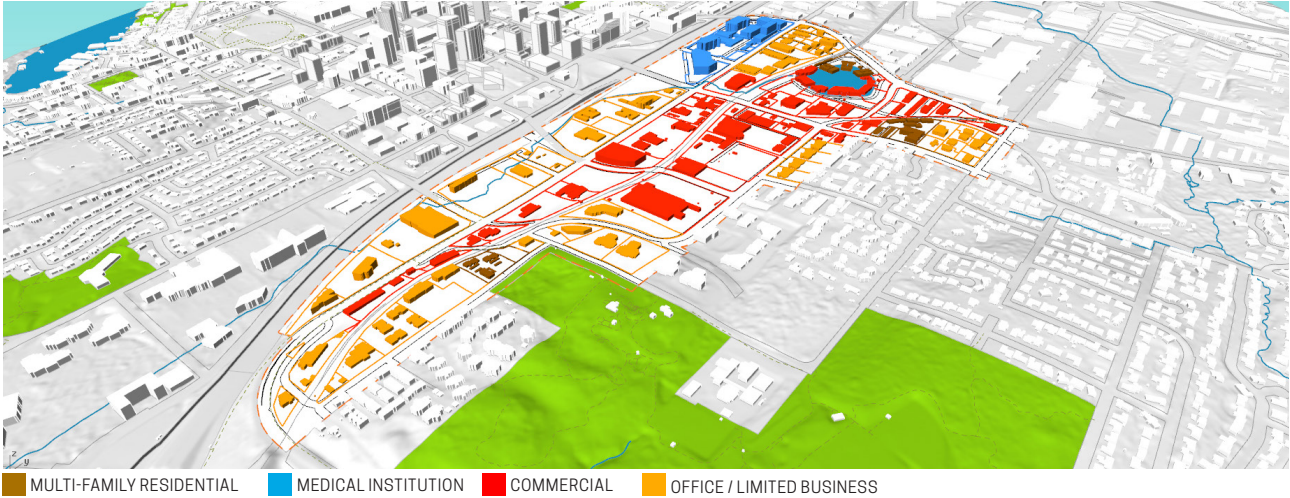 z
y
MULTI-FAMILY RESIDENTIAL MEDICAL INSTITUTION COMMERCIAL OFFICE / LIMITED BUSINESS